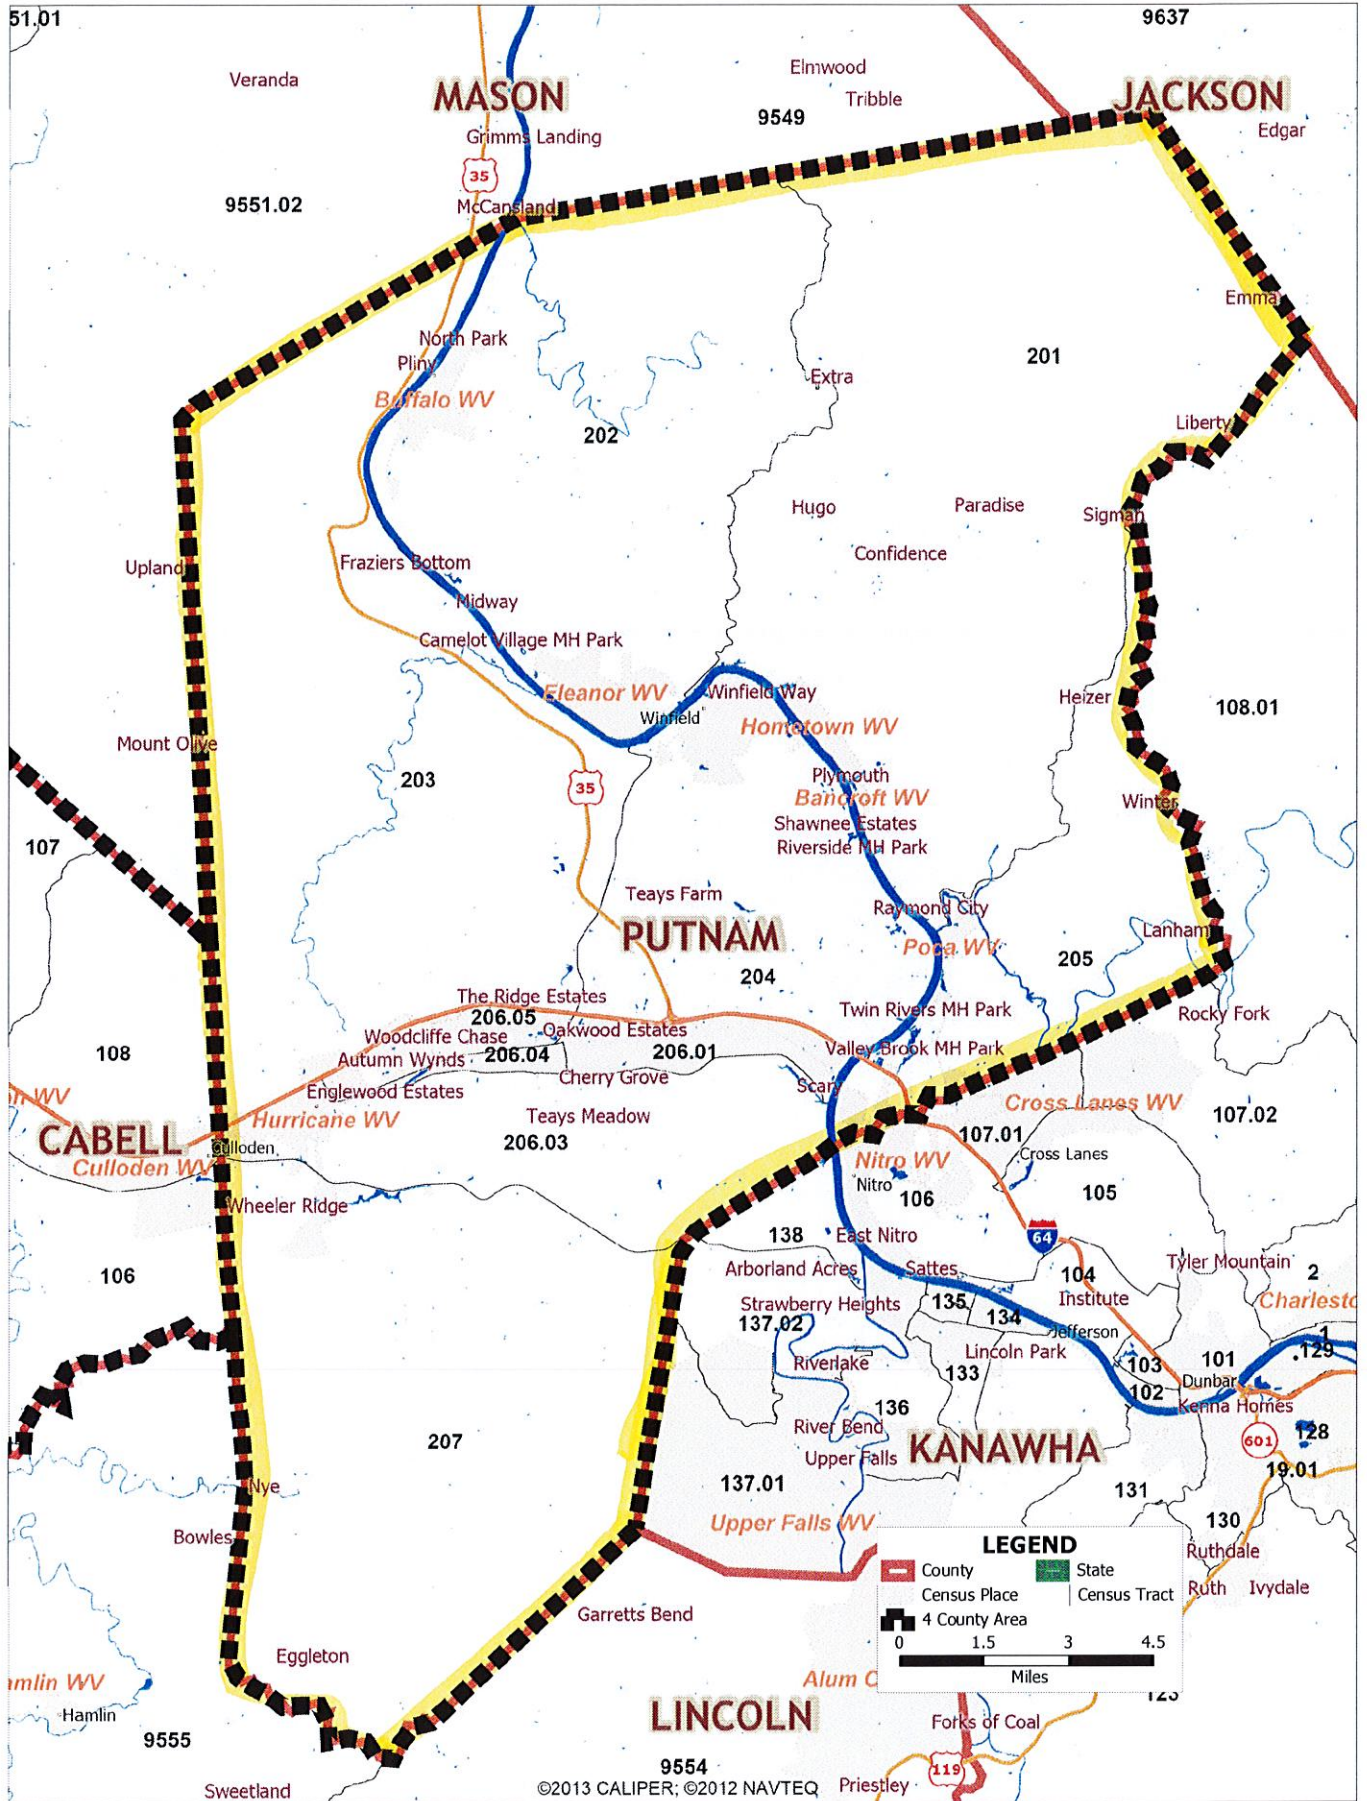 51.01
9637
Elmwood
Veranda
MASON
Tribble
JACKSON
9549
Edgar
Grimms Landing
35
9551.02
McCansland
Emma
North Park
201
Pliny
Extra
Buffalo WV
Liberty
202
Hugo
Paradise
Sigman
Confidence
Upland
Fraziers Bottom
Midway
Camelot Village MH Park
Eleanor WV
Winfield Way
Heizer
Winfield
108.01
Hometown WV
Mount Olive
203
35
Plymouth
Bancroft WV
Winter
Shawnee Estates
107
Riverside MH Park
Teays Farm
Raymond City
PUTNAM
Lanham
Poca WV
205
204
The Ridge Estates
Twin Rivers MH Park
206.05
Rocky Fork
Woodcliffe Chase
Oakwood Estates
108
Autumn Wynds
206.04
206.01
Valley Brook MH Park
Cherry Grove
Englewood Estates
Scary
on WV
Hurricane WV
Teays Meadow
Cross Lanes WV
107.02
CABELL
206.03
107.01
Culloden
Culloden WV
Nitro WV
Cross Lanes
Nitro
106
105
Wheeler Ridge
138
East Nitro
64
Arborland Acres
Sattes
Tyler Mountain
106
104
2
Institute
Charlesto
Strawberry Heights
135
137.02
134
Jefferson
1
129
Lincoln Park
Riverlake
133
103
101
Dunbar
102
136
Kenna Homes
River Bend
207
KANAWHA
601
128
Upper Falls
19.01
137.01
Nye
131
Upper Falls WV
130
Bowles
LEGEND
Ruthdale
County
State
Census Place
Census Tract
Ruth
Ivydale
4 County Area
Garretts Bend
0 1.5 3 4.5
Miles
Eggleton
amlin WV
Alum C
123
Hamlin
LINCOLN
Forks of Coal
9555
9554
119
Sweetland
©2013 CALIPER; ©2012 NAVTEQ
Priestley